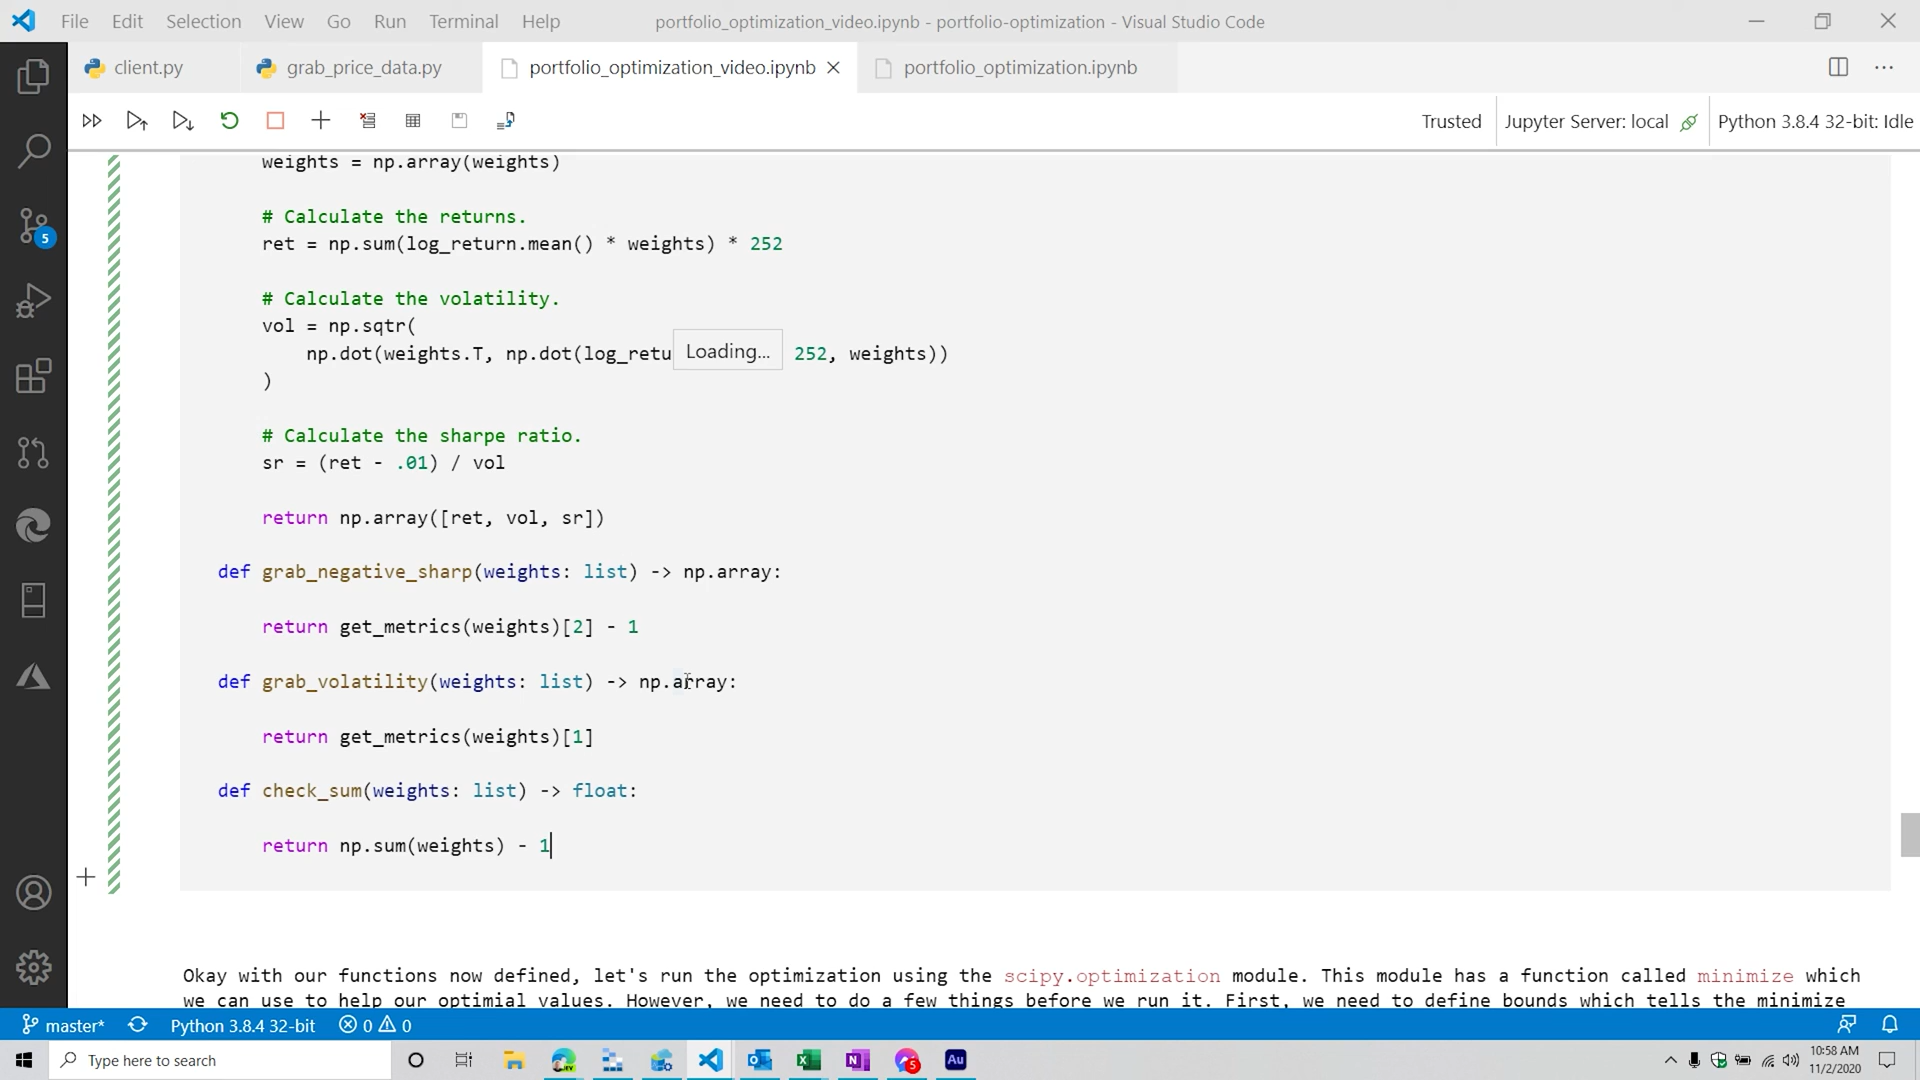 File Edit Selection View Go Run Terminal Help portfolio_optimization_video.ipynb - portfolio-optimization - Visual Studio Code
client.py grab_price_data.py portfolio_optimization_video.ipynb portfolio_optimization.ipynb
Trusted Jupyter Server: local Python 3.8.4 32-bit: Idle
weights = np.array(weights)
# Calculate the returns.
ret = np.sum(log_return.mean() * weights) * 252
# Calculate the volatility.
vol = np.sqtr(
np.dot(weights.T, np.dot(log_retu Loading... 252, weights))
)
# Calculate the sharpe ratio.
sr = (ret - .01) / vol
return np.array([ret, vol, sr])
def grab_negative_sharp(weights: list) -> np.array:
return get_metrics(weights)[2] - 1
def grab_volatility(weights: list) -> np.array:
return get_metrics(weights)[1]
def check_sum(weights: list) -> float:
return np.sum(weights) - 1
Okay with our functions now defined, let's run the optimization using the scipy.optimization module. This module has a function called minimize which
we can use to help our optimial values. However, we need to do a few things before we run it. First, we need to define bounds which tells the minimize
5
master* Python 3.8.4 32-bit 0 0
Type here to search 5 Au 10:58 AM
11/2/2020